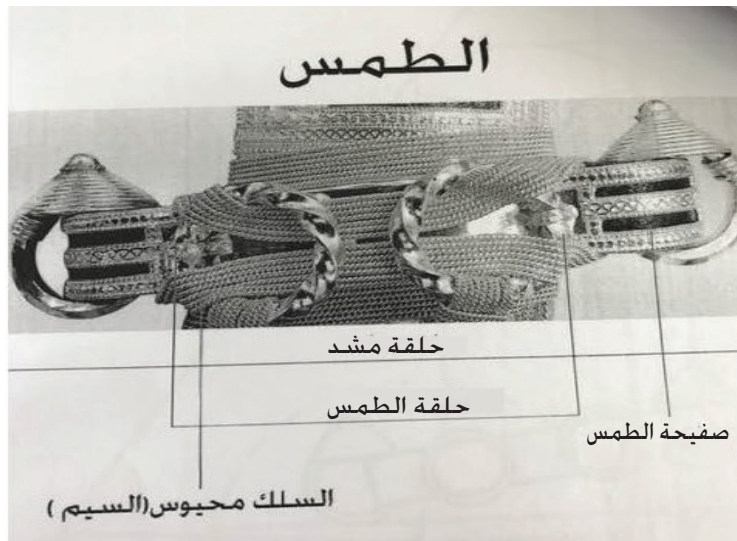 الطمس
حلقة مشد
حلقة الطمس
صفيحة الطمس
السلك محيوس(السيم )